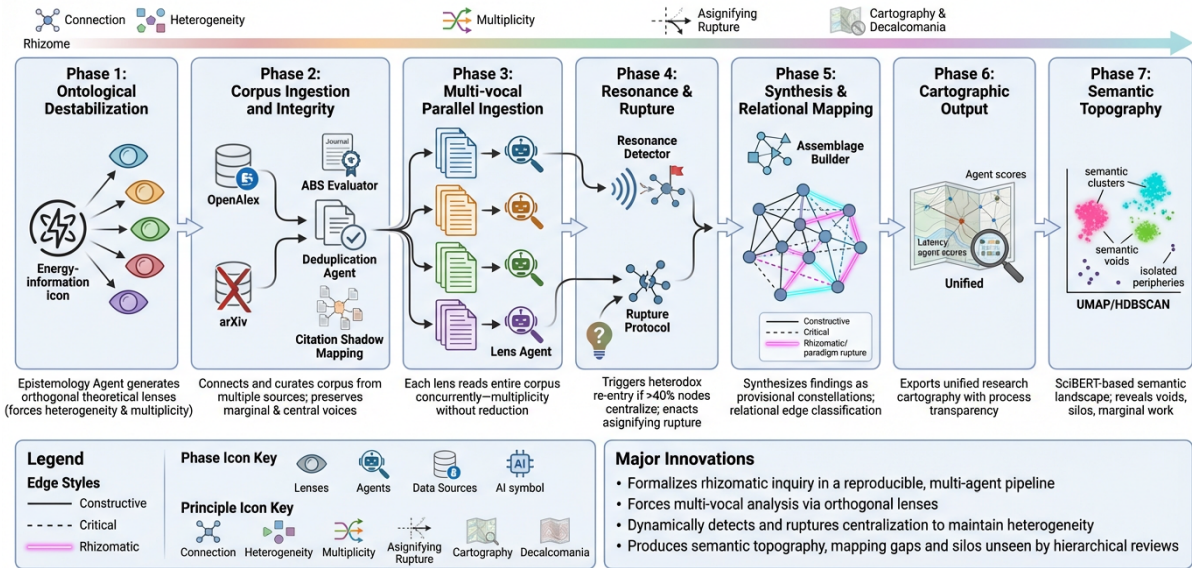 Connection
Heterogeneity
Multiplicity
Asignifying
Rupture
Cartography &
Decalcomania
Rhizome
Phase 1:
Ontological
Destabilization
Energy-
information
icon
Epistemology Agent generates
orthogonal theoretical lenses
(forces heterogeneity & multiplicity)
Phase 2:
Corpus Ingestion
and Integrity
OpenAlex
Journal
ABS Evaluator
Deduplication
Agent
arXiv
Citation Shadow
Mapping
Connects and curates corpus from
multiple sources; preserves
marginal & central voices
Phase 3:
Multi-vocal
Parallel Ingestion
Lens Agent
Each lens reads entire corpus
concurrently—multiplicity
without reduction
Phase 4:
Resonance &
Rupture
Resonance
Detector
Rupture
Protocol
?
Triggers heterodox
re-entry if >40% nodes
centralize; enacts
asignifying rupture
Phase 5:
Synthesis &
Relational Mapping
Assemblage
Builder
Constructive
Critical
Rhizomatic/
paradigm rupture
Synthesizes findings as
provisional constellations;
relational edge classification
Phase 6:
Cartographic
Output
Agent scores
Latency
agent scores
Unified
Exports unified research
cartography with process
transparency
Phase 7:
Semantic
Topography
semantic
clusters
semantic
voids
isolated
peripheries
UMAP/HDBSCAN
SciBERT-based semantic
landscape; reveals voids,
silos, marginal work
Legend
Edge Styles
Constructive
Critical
Rhizomatic
Phase Icon Key
Lenses
Agents
Data Sources
AI
AI symbol
Principle Icon Key
Connection
Heterogeneity
Multiplicity
Asignifying
Rupture
Cartography
Decalcomania
Major Innovations
• Formalizes rhizomatic inquiry in a reproducible, multi-agent pipeline
• Forces multi-vocal analysis via orthogonal lenses
• Dynamically detects and ruptures centralization to maintain heterogeneity
• Produces semantic topography, mapping gaps and silos unseen by hierarchical reviews